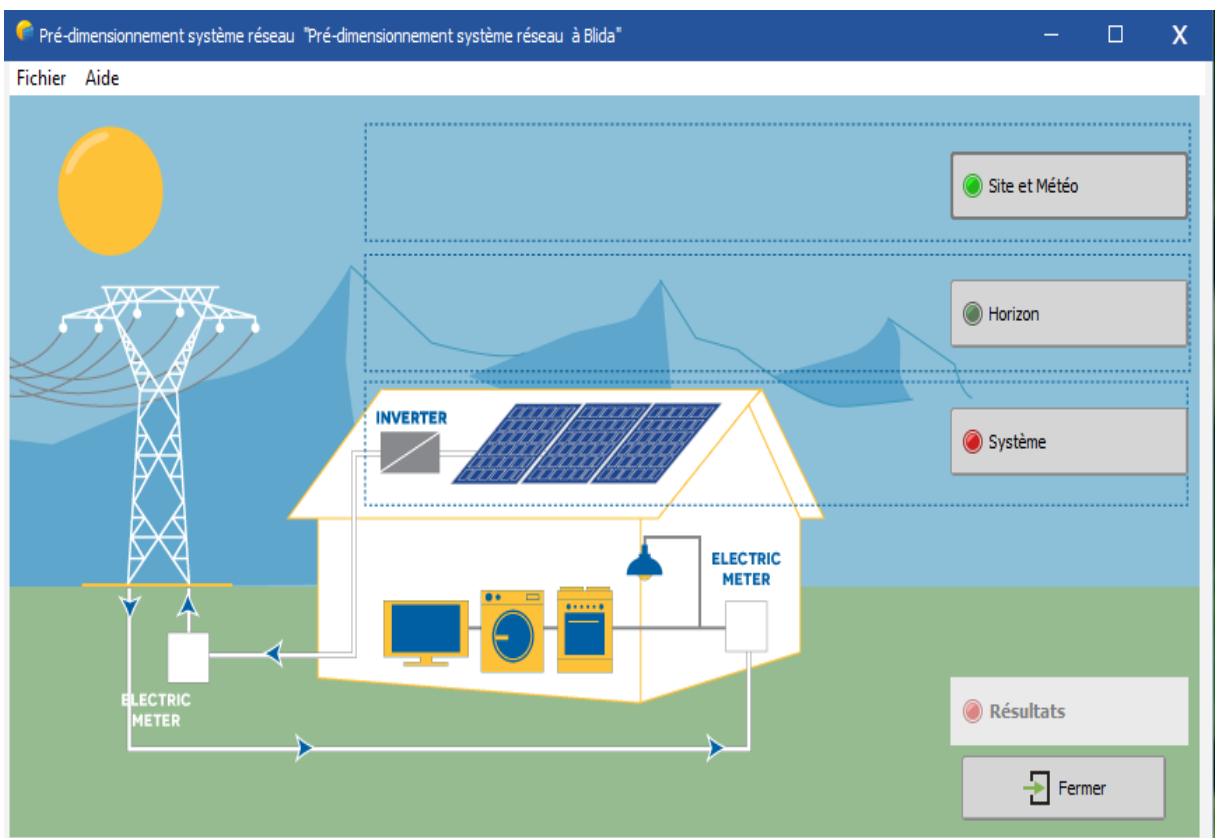 Pré-dimensionnement système réseau "Pré-dimensionnement système réseau à Blida"
Fichier Aide
Site et Météo
Horizon
INVERTER
Système
ELECTRIC
METER
ELECTRIC
METER
Résultats
Fermer